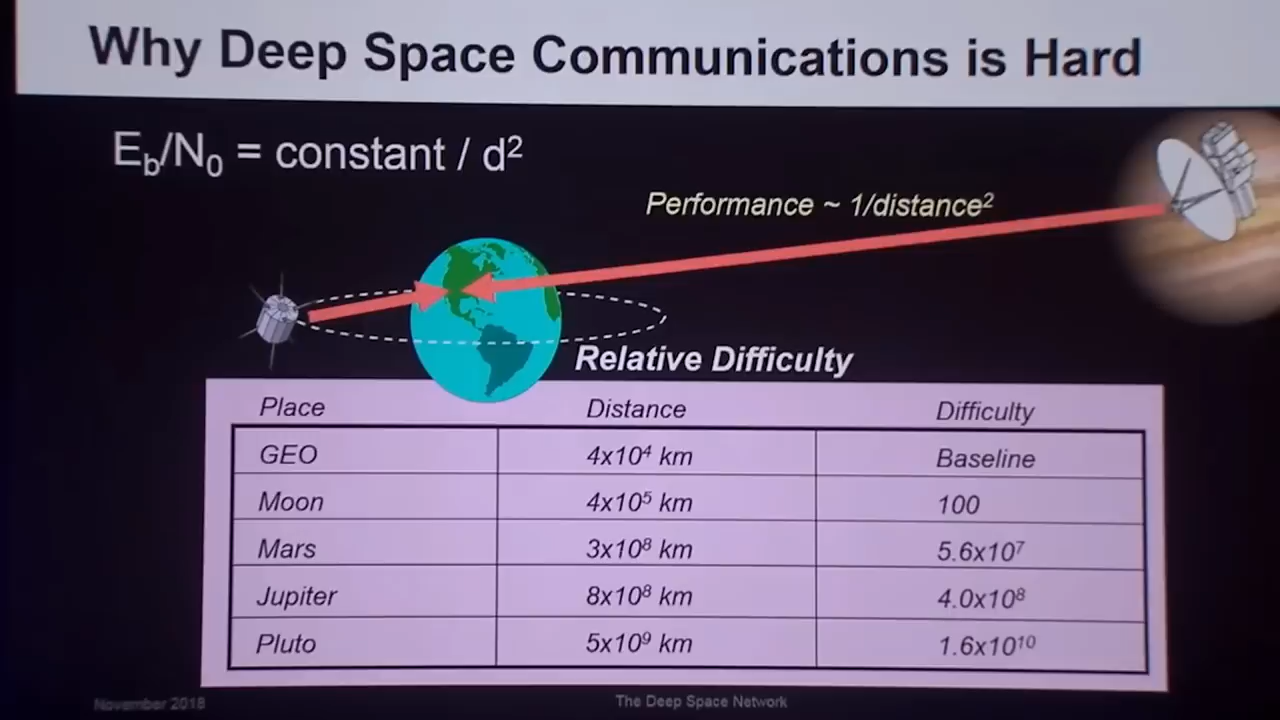 Why Deep Space Communications is Hard
E_b/N_0 = constant / d²
Performance ~ 1/distance²
Relative Difficulty
Place Distance Difficulty
GEO 4x10⁴ km Baseline
Moon 4x10⁵ km 100
Mars 3x10⁸ km 5.6x10⁷
Jupiter 8x10⁸ km 4.0x10⁸
Pluto 5x10⁹ km 1.6x10¹⁰
November 2018 The Deep Space Network